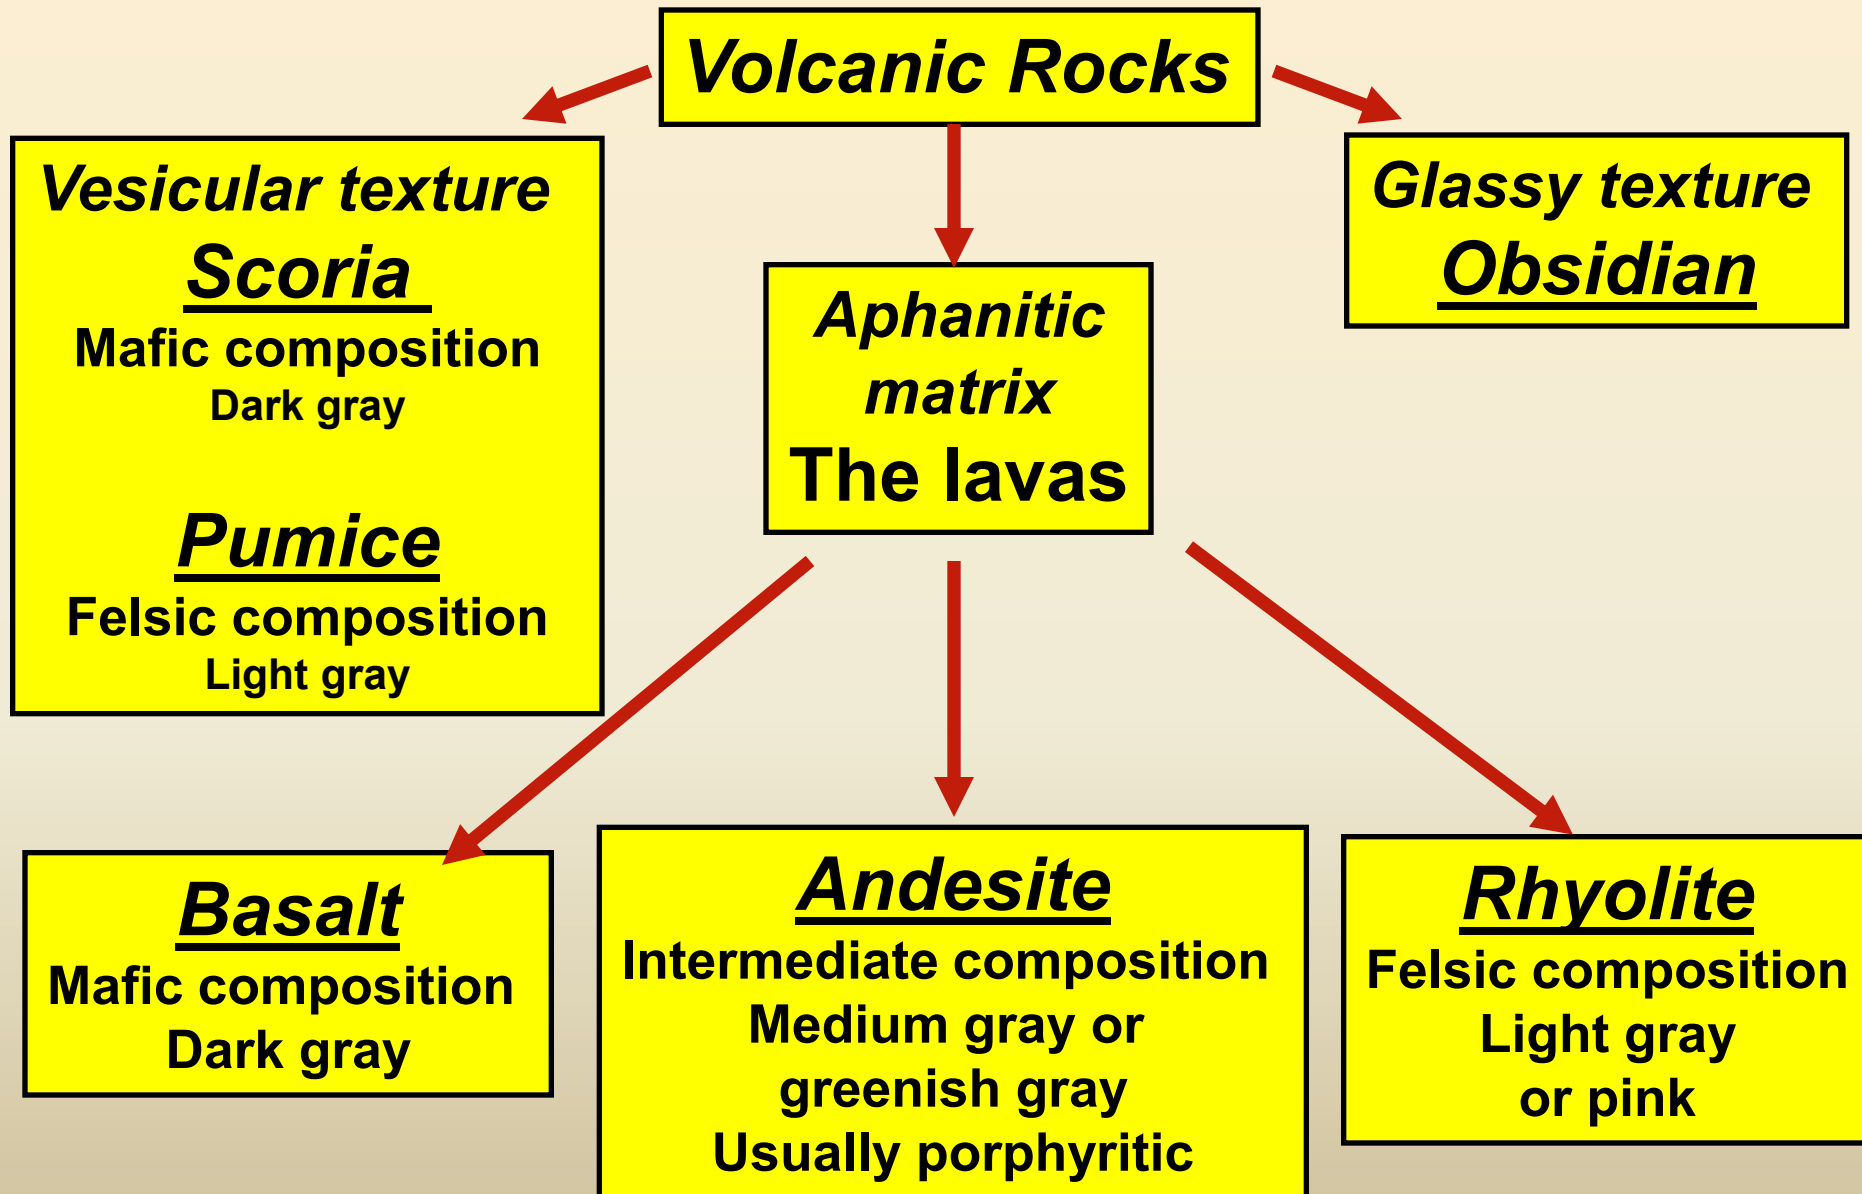 Volcanic Rocks
Vesicular texture
Scoria
Mafic composition
Dark gray
Pumice
Felsic composition
Light gray
Aphanitic
matrix
The lavas
Glassy texture
Obsidian
Basalt
Mafic composition
Dark gray
Andesite
Intermediate composition
Medium gray or
greenish gray
Usually porphyritic
Rhyolite
Felsic composition
Light gray
or pink